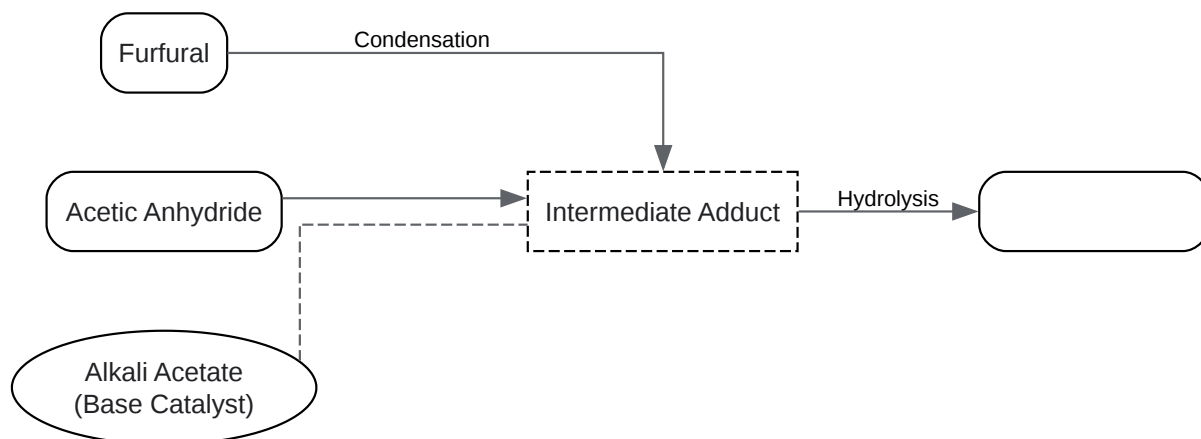 Furfural
Condensation
Acetic Anhydride
Intermediate Adduct
Hydrolysis
Alkali Acetate
(Base Catalyst)